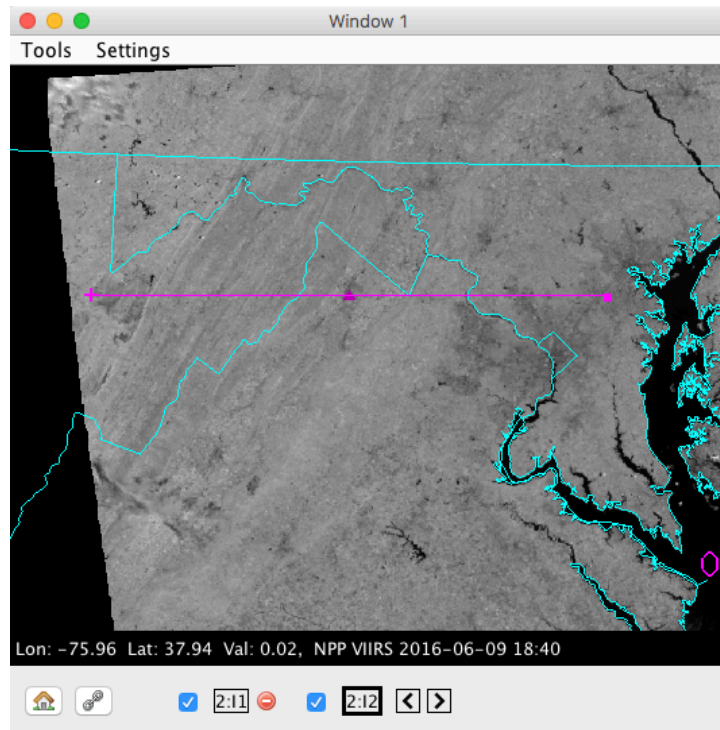 Window 1
Tools Settings
Lon: -75.96 Lat: 37.94 Val: 0.02, NPP VIIRS 2016-06-09 18:40
2:I1 2:I2